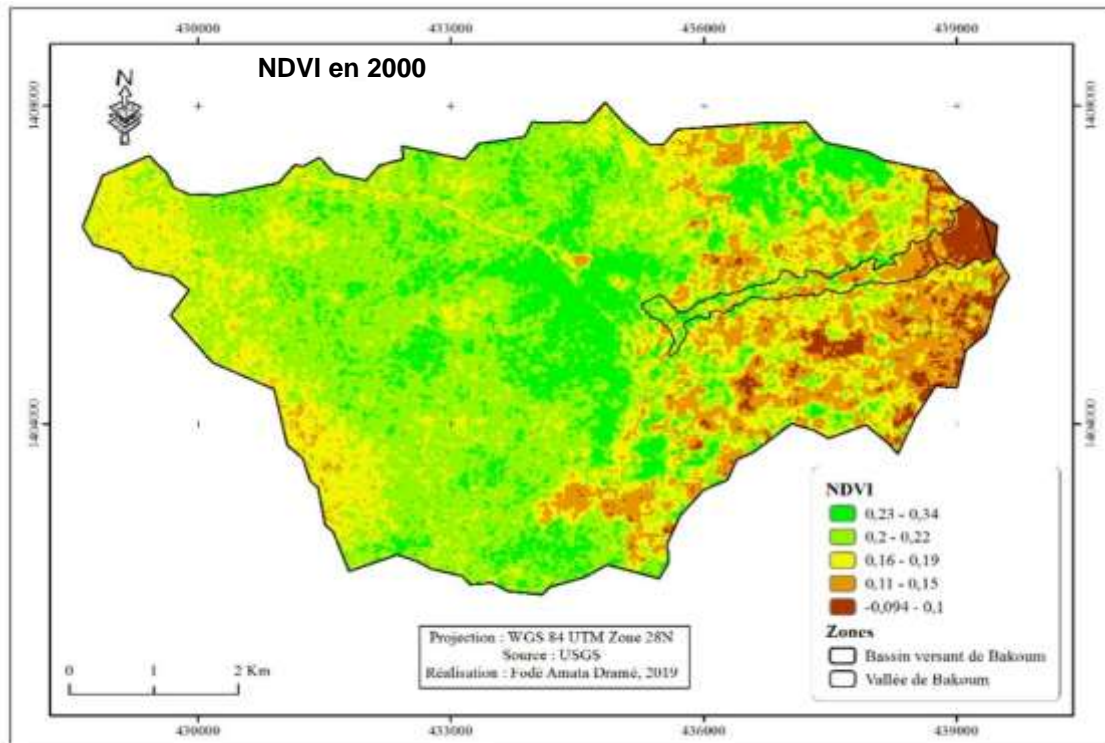 430000 433000 436000 439000
NDVI en 2000
N
1408000 1408000
1404000 1404000
NDVI
0,23 - 0,34
0,2 - 0,22
0,16 - 0,19
0,11 - 0,15
-0,094 - 0,1
Zones
Bassin versant de Bakoum
Vallée de Bakoum
Projection : WGS 84 UTM Zone 28N
Source : USGS
Réalisation : Fodé Amata Dramé, 2019
0 1 2 Km
430000 433000 436000 439000